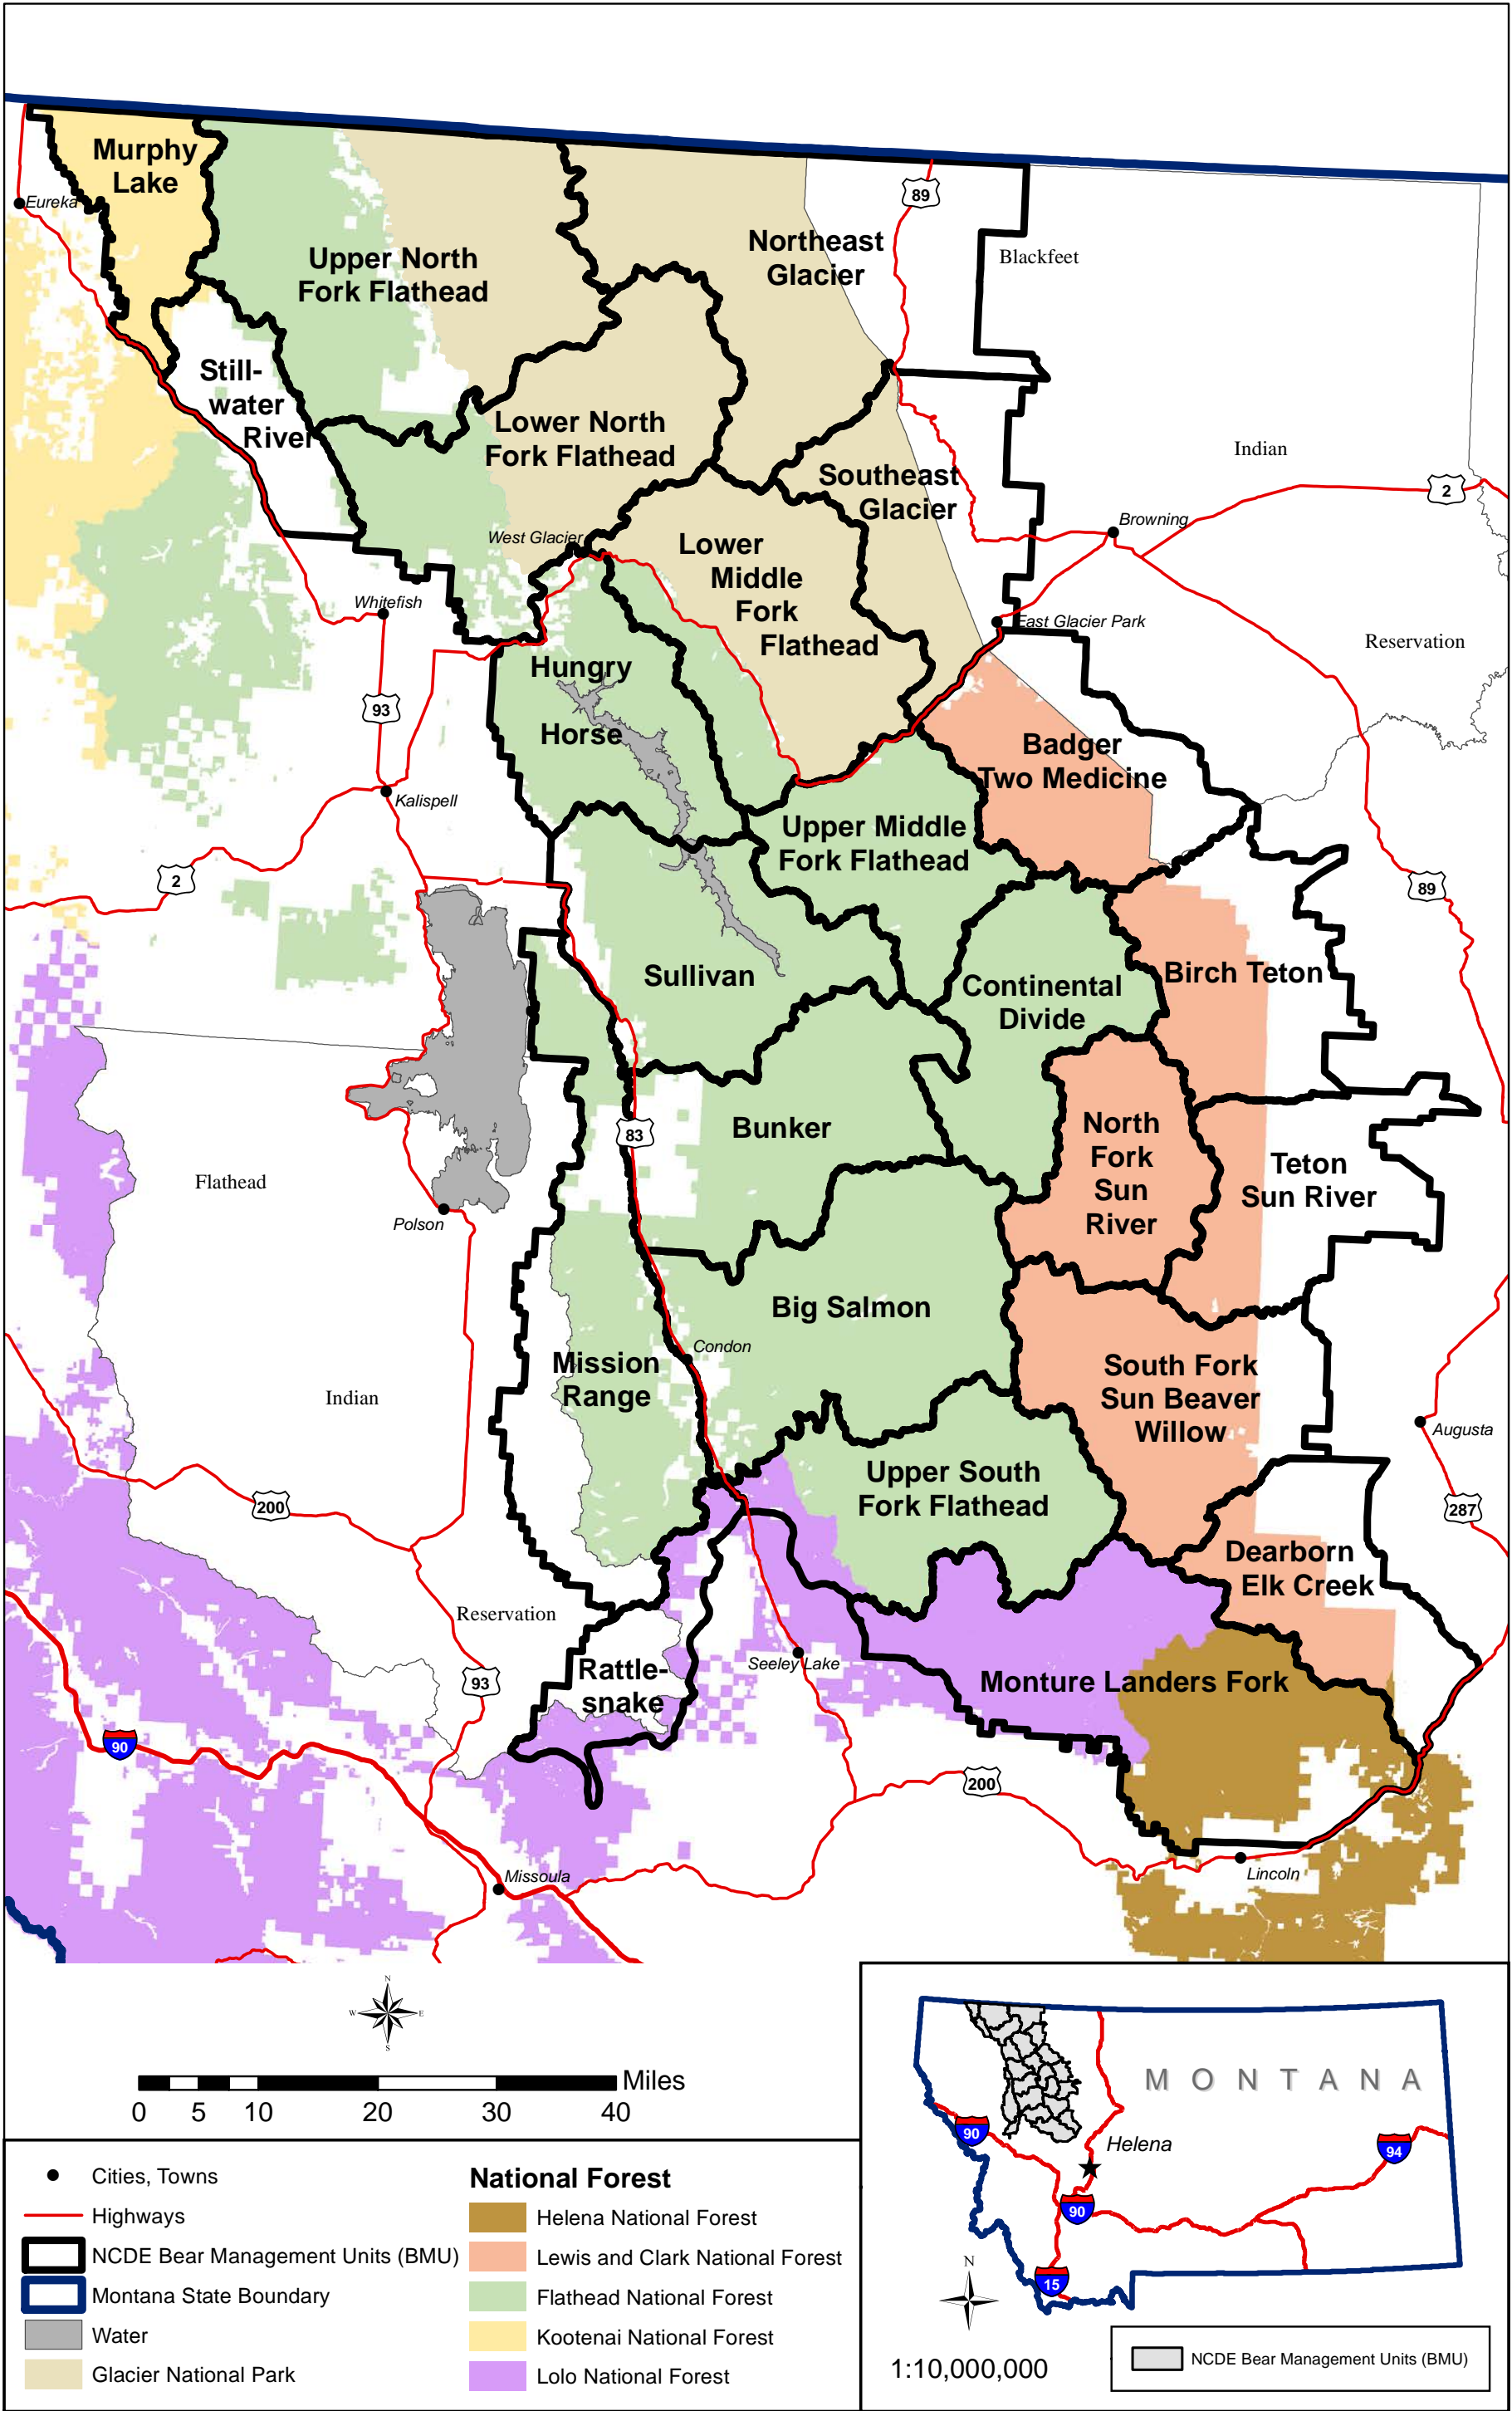 Murphy
Lake
Eureka
89
Northeast
Glacier
Blackfeet
Upper North
Fork Flathead
Still-
water
River
Lower North
Fork Flathead
Southeast
Glacier
Indian
2
Browning
West Glacier
Lower
Middle
Fork
Flathead
Whitefish
East Glacier Park
Reservation
Hungry
Horse
93
Badger
Two Medicine
Kalispell
Upper Middle
Fork Flathead
2
89
Sullivan
Continental
Divide
Birch Teton
83
Bunker
North
Fork
Sun
River
Teton
Sun River
Flathead
Polson
Big Salmon
Condon
Mission
Range
South Fork
Sun Beaver
Willow
Indian
Augusta
Upper South
Fork Flathead
200
287
Dearborn
Elk Creek
Reservation
Seeley Lake
Rattle-
snake
93
Monture Landers Fork
90
200
Missoula
Lincoln
N
W E
S
Miles
0 5 10 20 30 40
Cities, Towns
Highways
NCDE Bear Management Units (BMU)
Montana State Boundary
Water
Glacier National Park
National Forest
Helena National Forest
Lewis and Clark National Forest
Flathead National Forest
Kootenai National Forest
Lolo National Forest
MONTANA
90
Helena
94
90
15
N
1:10,000,000
NCDE Bear Management Units (BMU)